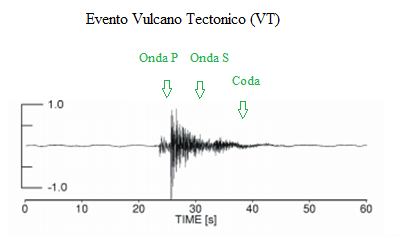 Evento Vulcano Tectonico (VT)
Onda P Onda S
Coda
1.0
-1.0
0 10 20 30 40 50 60
TIME [s]